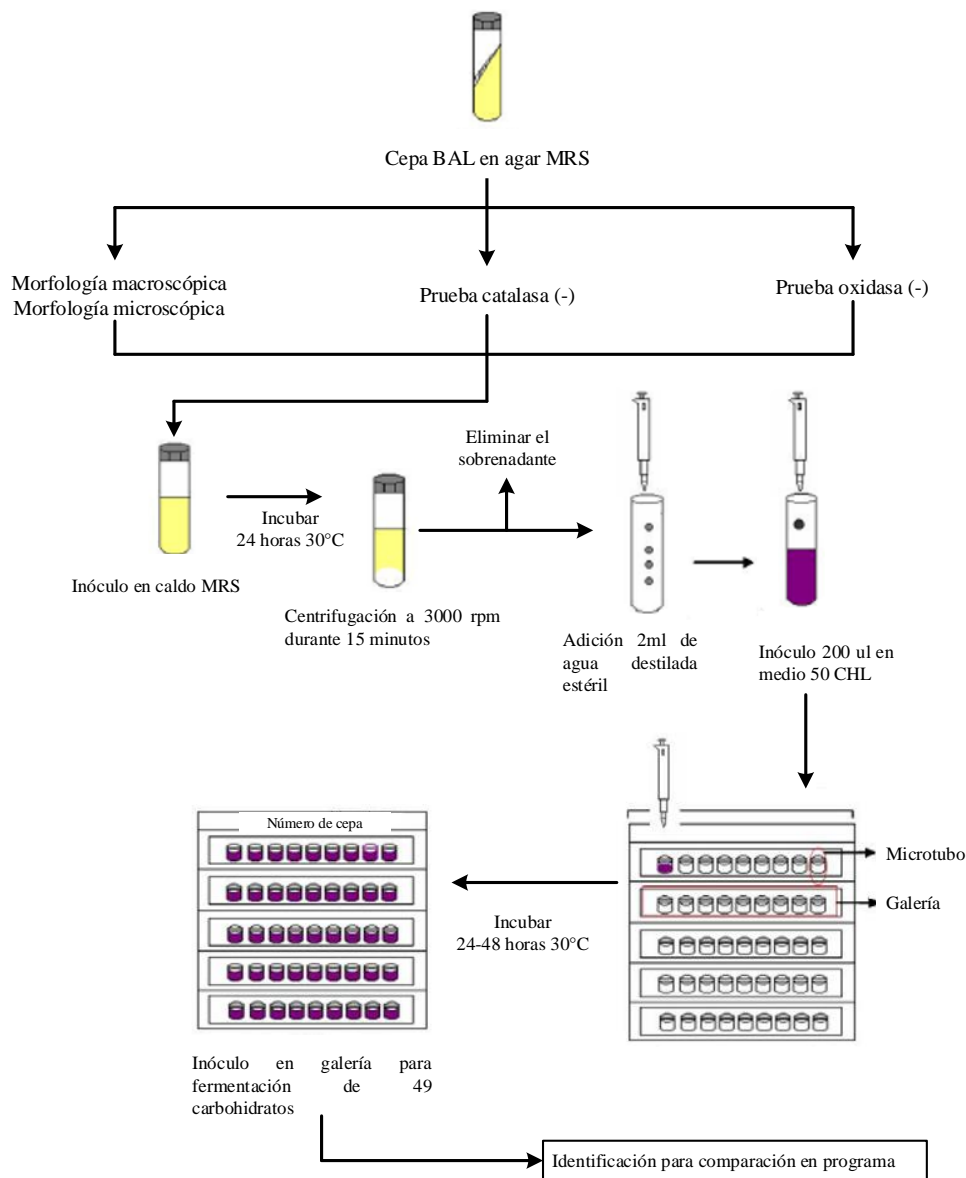 Cepa BAL en agar MRS
Morfología macroscópica
Morfología microscópica
Prueba catalasa (-)
Prueba oxidasa (-)
Eliminar el
sobrenadante
Incubar
24 horas 30°C
Inóculo en caldo MRS
Centrifugación a 3000 rpm
durante 15 minutos
Adición 2ml de
agua destilada
estéril
Inóculo 200 ul en
medio 50 CHL
Número de cepa
Microtubo
Galería
Incubar
24-48 horas 30°C
Inóculo en galería para
fermentación de 49
carbohidratos
Identificación para comparación en programa